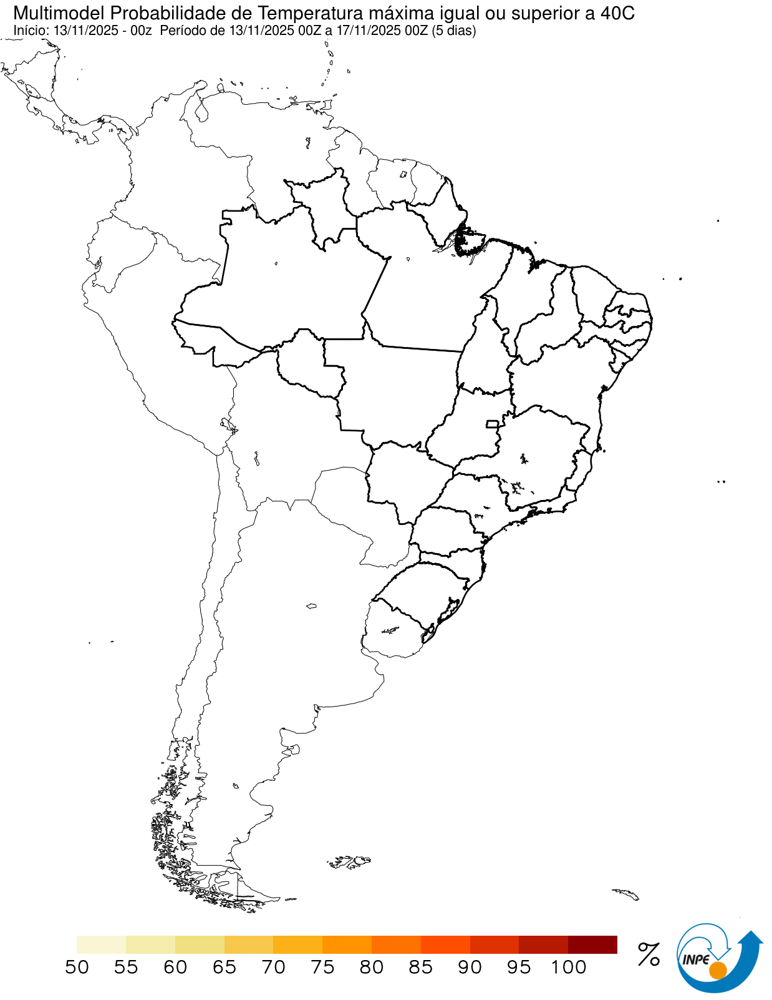 Multimodel Probabilidade de Temperatura máxima igual ou superior a 40C
Início: 13/11/2025 - 00z  Período de 13/11/2025 00Z a 17/11/2025 00Z (5 dias)
50 55 60 65 70 75 80 85 90 95 100 %
INPE